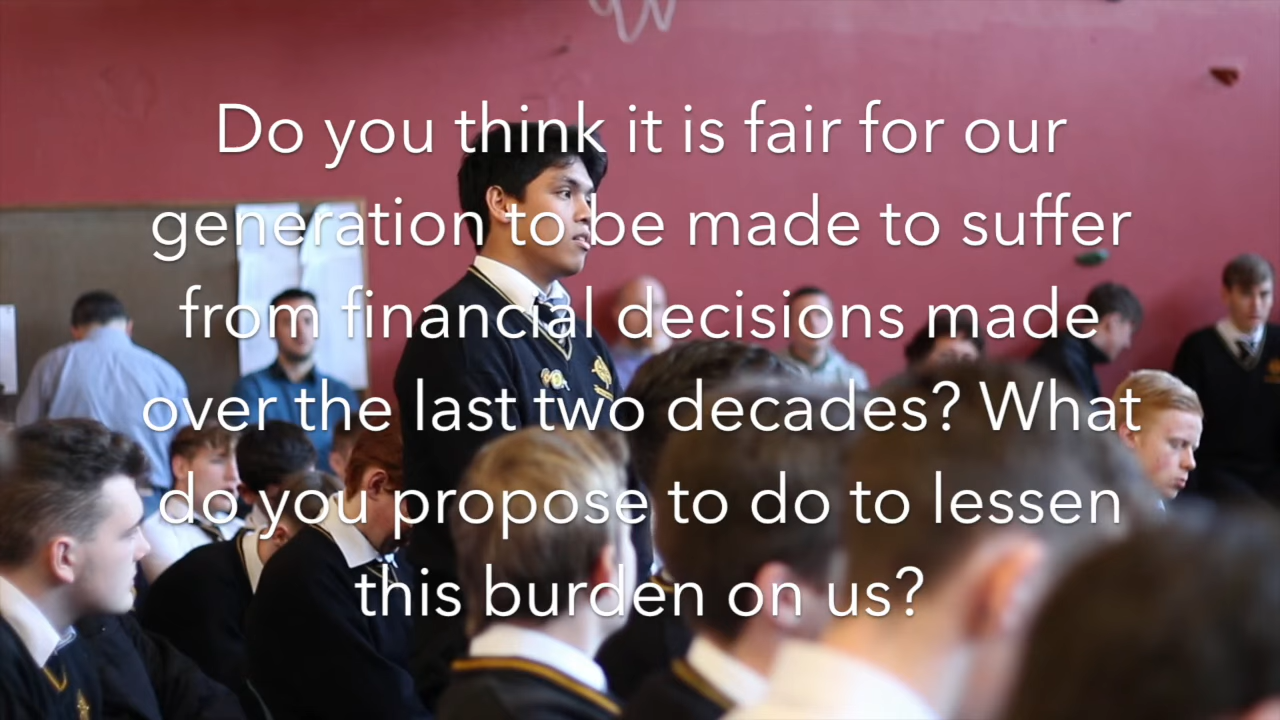 Do you think it is fair for our
generation to be made to suffer
from financial decisions made
over the last two decades? What
do you propose to do to lessen
this burden on us?